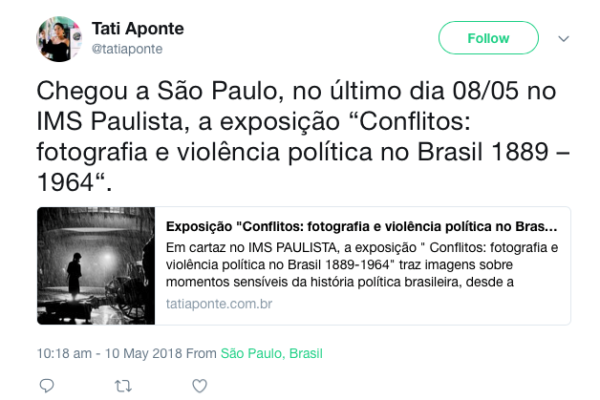 Tati Aponte
@tatiaponte
Follow
Chegou a São Paulo, no último dia 08/05 no
IMS Paulista, a exposição “Conflitos:
fotografia e violência política no Brasil 1889 –
1964“.
Exposição "Conflitos: fotografia e violência política no Bras...
Em cartaz no IMS PAULISTA, a exposição " Conflitos: fotografia e
violência política no Brasil 1889-1964" traz imagens sobre
momentos sensíveis da história política brasileira, desde a
tatiaponte.com.br
10:18 am - 10 May 2018 From São Paulo, Brasil